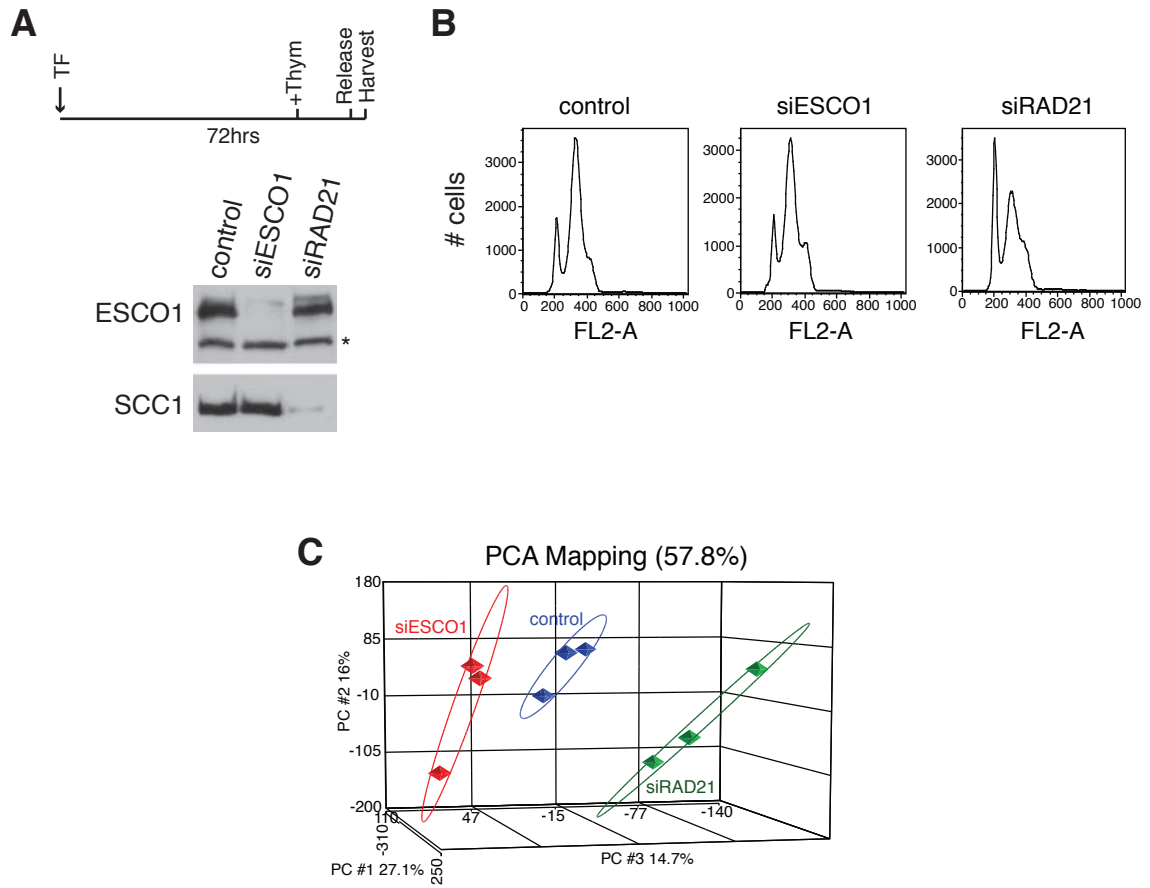 A
TF
+Thym
Release
Harvest
72hrs
control
siESCO1
siRAD21
ESCO1
*
SCC1
B
control
siESCO1
siRAD21
# cells
3000
2000
1000
0
0 200 400 600 800 1000
FL2-A
3000
2000
1000
0
0 200 400 600 800 1000
FL2-A
3000
2000
1000
0
0 200 400 600 800 1000
FL2-A
C
PCA Mapping (57.8%)
180
85
-10
-105
-200
PC #2 16%
siESCO1
control
siRAD21
110
47
-15
-77
-140
-310
250
PC #1 27.1%
PC #3 14.7%